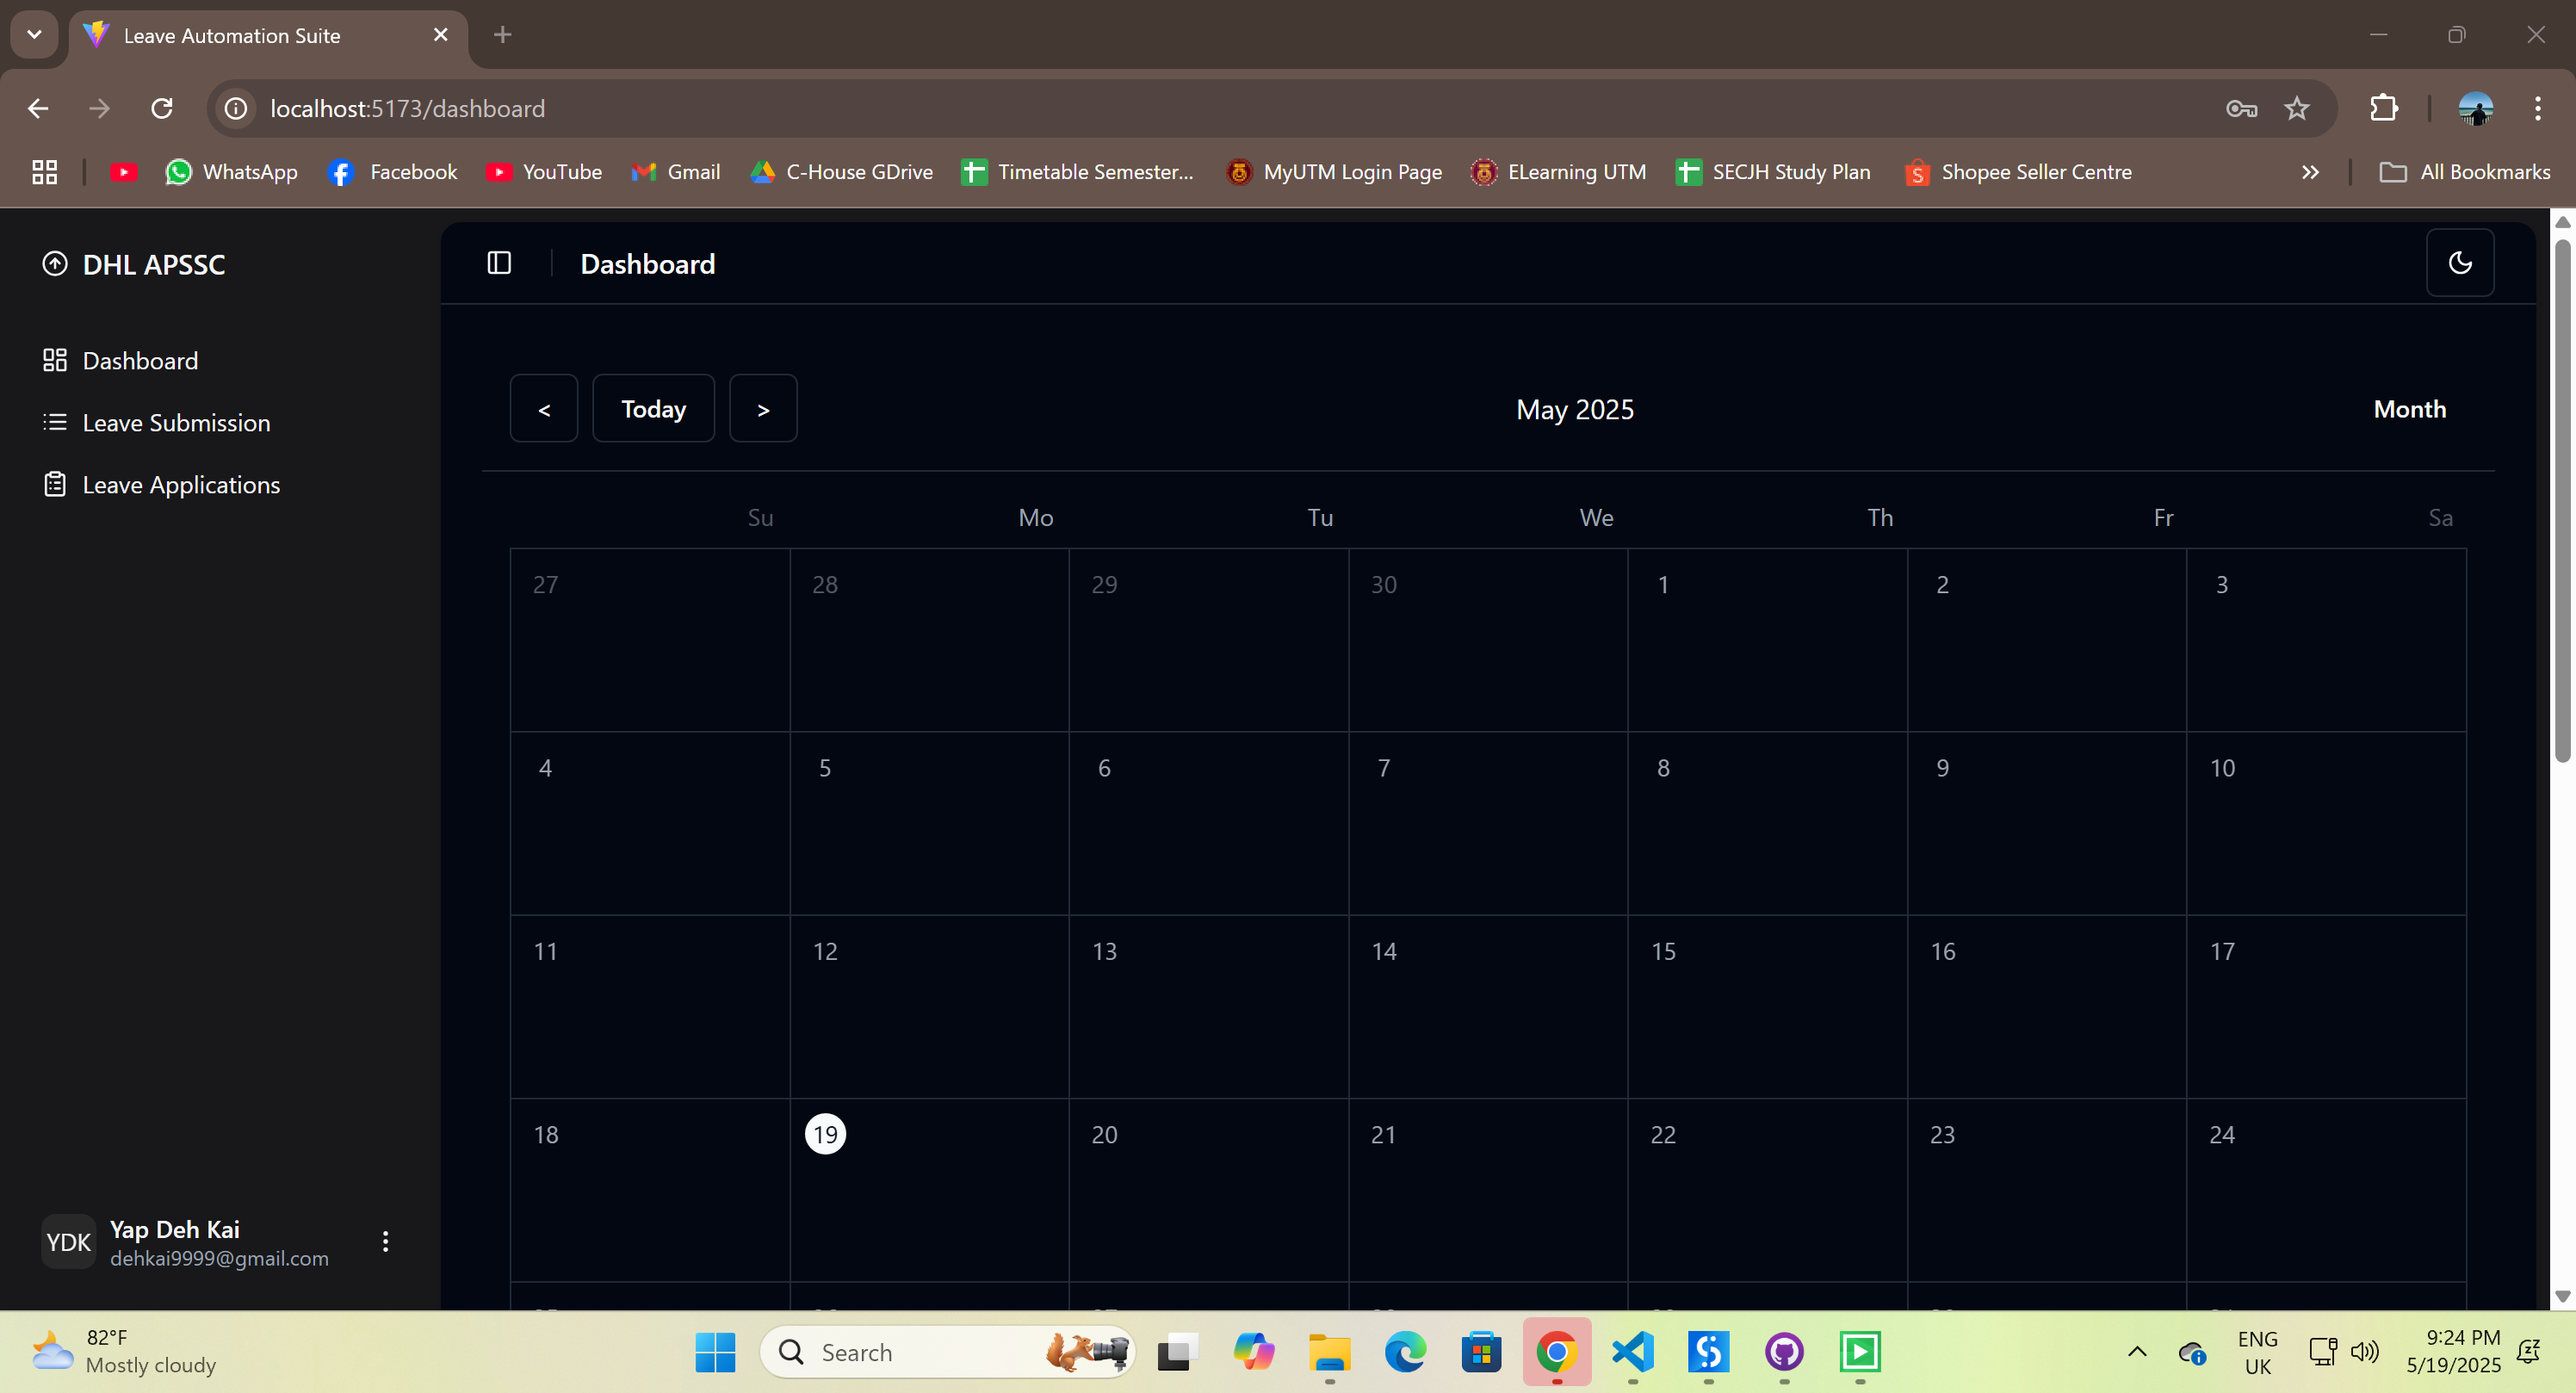 Leave Automation Suite
localhost:5173/dashboard
WhatsApp Facebook YouTube Gmail C-House GDrive Timetable Semester... MyUTM Login Page ELearning UTM SECJH Study Plan Shopee Seller Centre » All Bookmarks
DHL APSSC
Dashboard
Leave Submission
Leave Applications
YDK
Yap Deh Kai
dehkai9999@gmail.com
Dashboard
< Today > May 2025 Month
Su Mo Tu We Th Fr Sa
27 28 29 30 1 2 3
4 5 6 7 8 9 10
11 12 13 14 15 16 17
18 19 20 21 22 23 24
82°F
Mostly cloudy
Search
ENG
UK
9:24 PM
5/19/2025